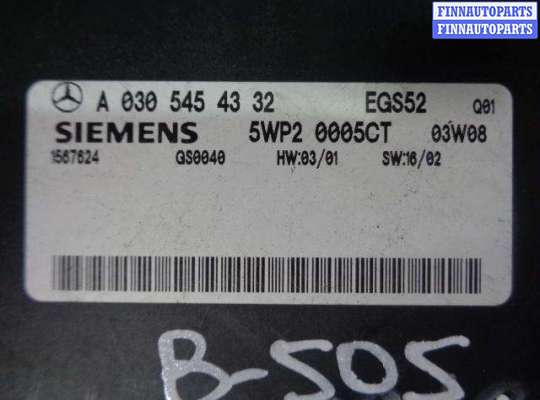 FINNAUTOPARTS
FINNAUTOPARTS
A 030 545 43 32 EGS52 Q01
SIEMENS 5WP2 0005CT 03W08
1567624 GS0040 HW:03/01 SW:16/02
B-505